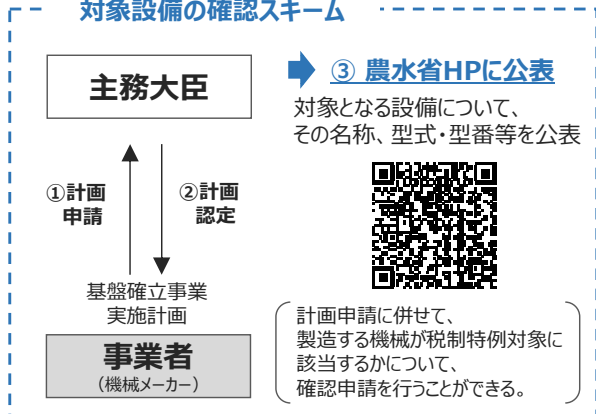 対象設備の確認スキーム
主務大臣
①計画
申請
②計画
認定
基盤確立事業
実施計画
事業者
（機械メーカー）
③ 農水省HPに公表
対象となる設備について、
その名称、型式・型番等を公表
計画申請に併せて、
製造する機械が税制特例対象に
該当するかについて、
確認申請を行うことができる。